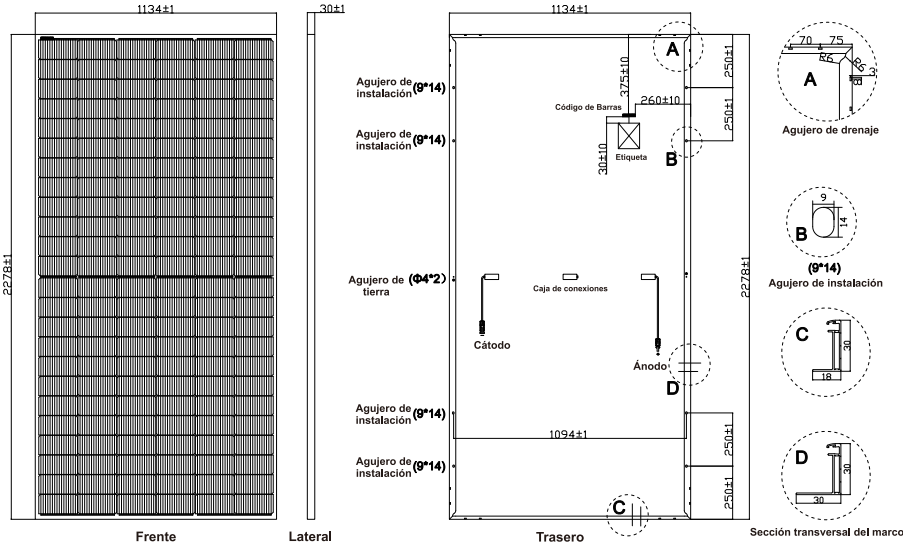 1134±1
30±1
1134±1
2278±1
Frente
Lateral
Agujero de
instalación (9*14)
Agujero de
instalación (9*14)
Agujero de (Φ4*2)
tierra
Agujero de
instalación (9*14)
Agujero de
instalación (9*14)
A
375±10
260±10
Código de Barras
30±10
Etiqueta
B
250±1
250±1
Caja de conexiones
Cátodo
Ánodo
D
2278±1
1094±1
250±1
250±1
C
Trasero
70
75
R6
R6
A
3
8
Agujero de drenaje
9
14
B
(9*14)
Agujero de instalación
C
30
18
D
30
30
Sección transversal del marco